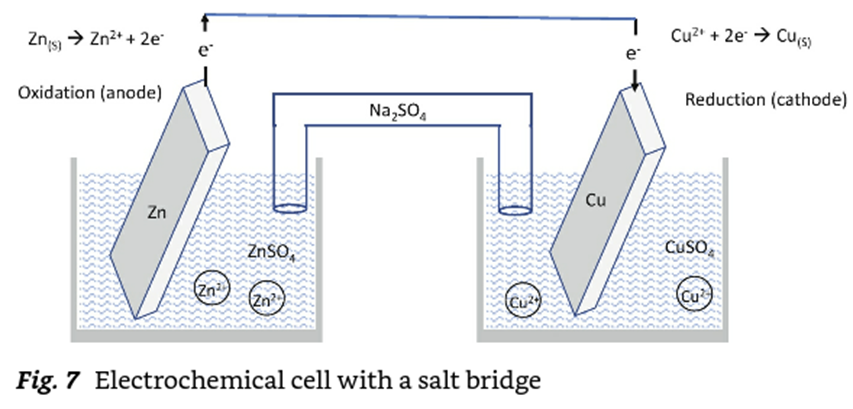 Zn(S) → Zn²⁺ + 2e⁻
Oxidation (anode)
e⁻
e⁻
Cu²⁺ + 2e⁻ → Cu(S)
Reduction (cathode)
Na₂SO₄
Zn
ZnSO₄
Zn²⁺
Zn²⁺
Cu
CuSO₄
Cu²⁺
Cu²⁺
Fig. 7 Electrochemical cell with a salt bridge